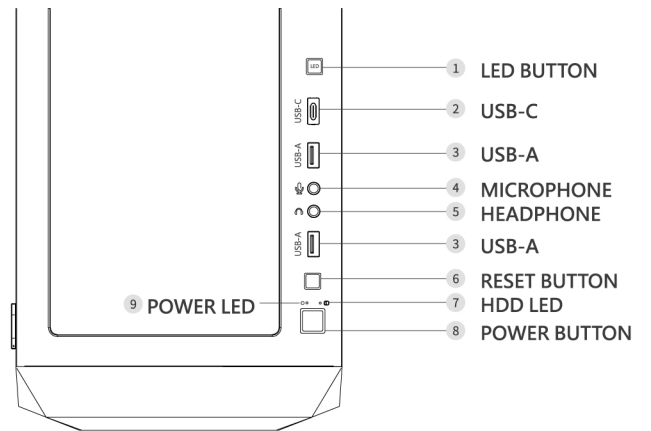 LED
1 LED BUTTON
USB-C
2 USB-C
USB-A
3 USB-A
4 MICROPHONE
5 HEADPHONE
USB-A
3 USB-A
6 RESET BUTTON
9 POWER LED
7 HDD LED
8 POWER BUTTON